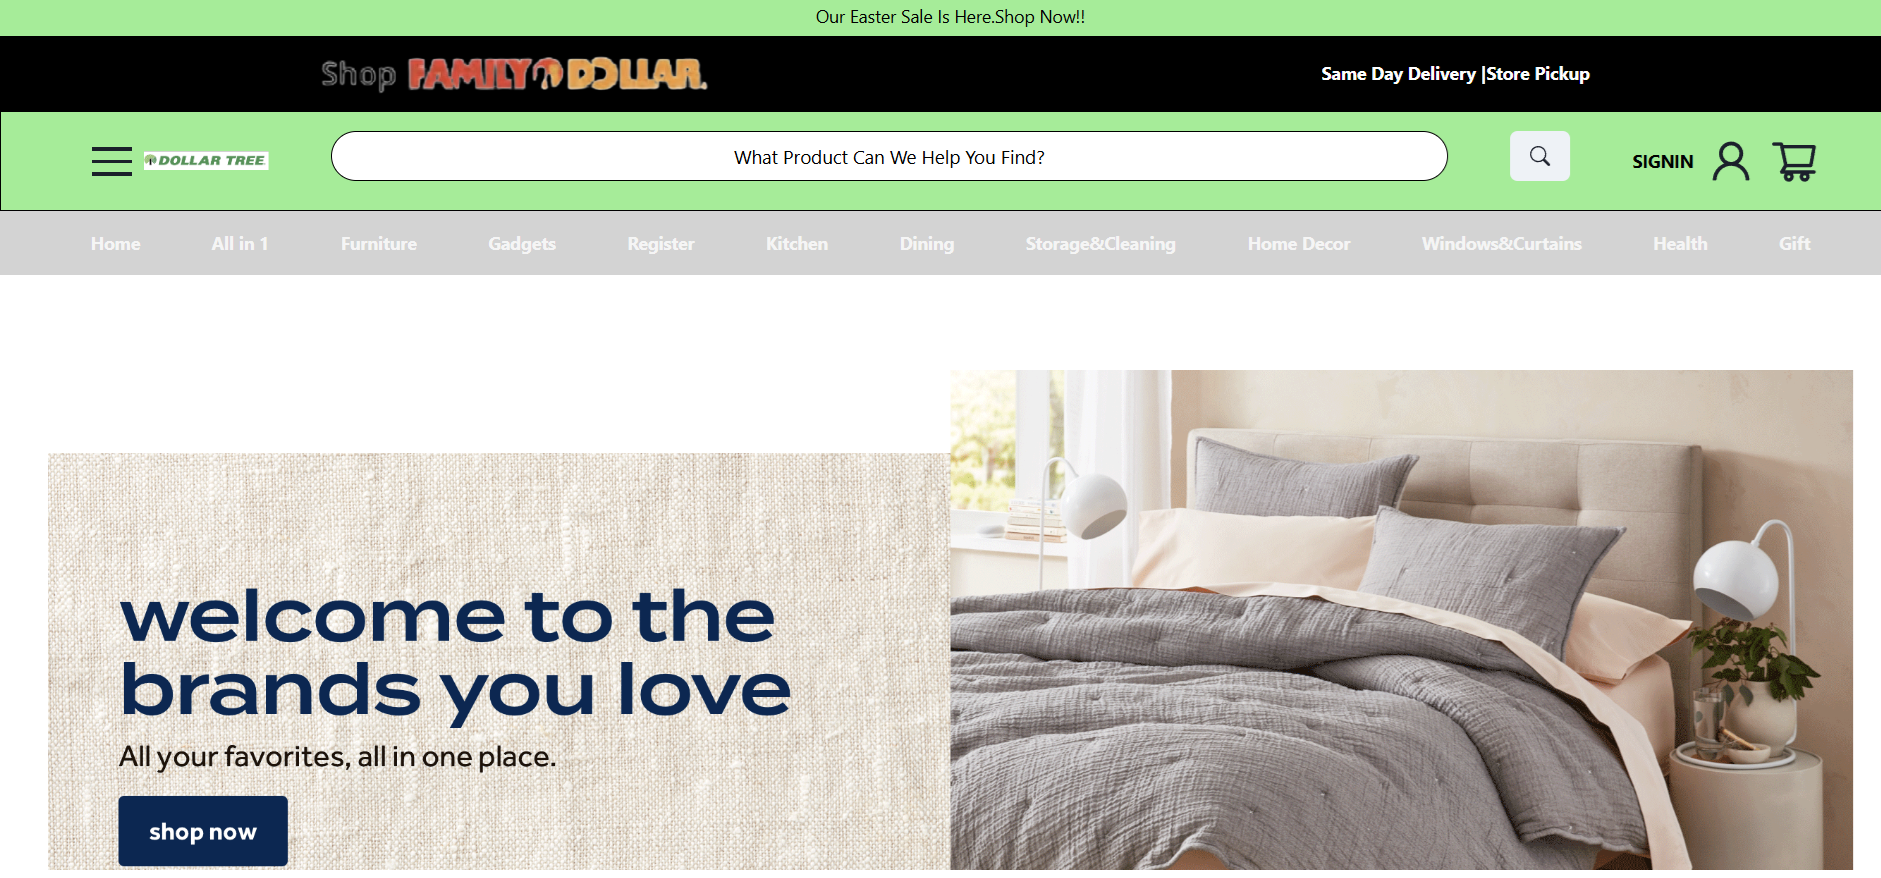 Our Easter Sale Is Here.Shop Now!!
Shop FAMILY DOLLAR.
Same Day Delivery |Store Pickup
DOLLAR TREE
What Product Can We Help You Find?
SIGNIN
Home All in 1 Furniture Gadgets Register Kitchen Dining Storage&Cleaning Home Decor Windows&Curtains Health Gift
welcome to the
brands you love
All your favorites, all in one place.
shop now